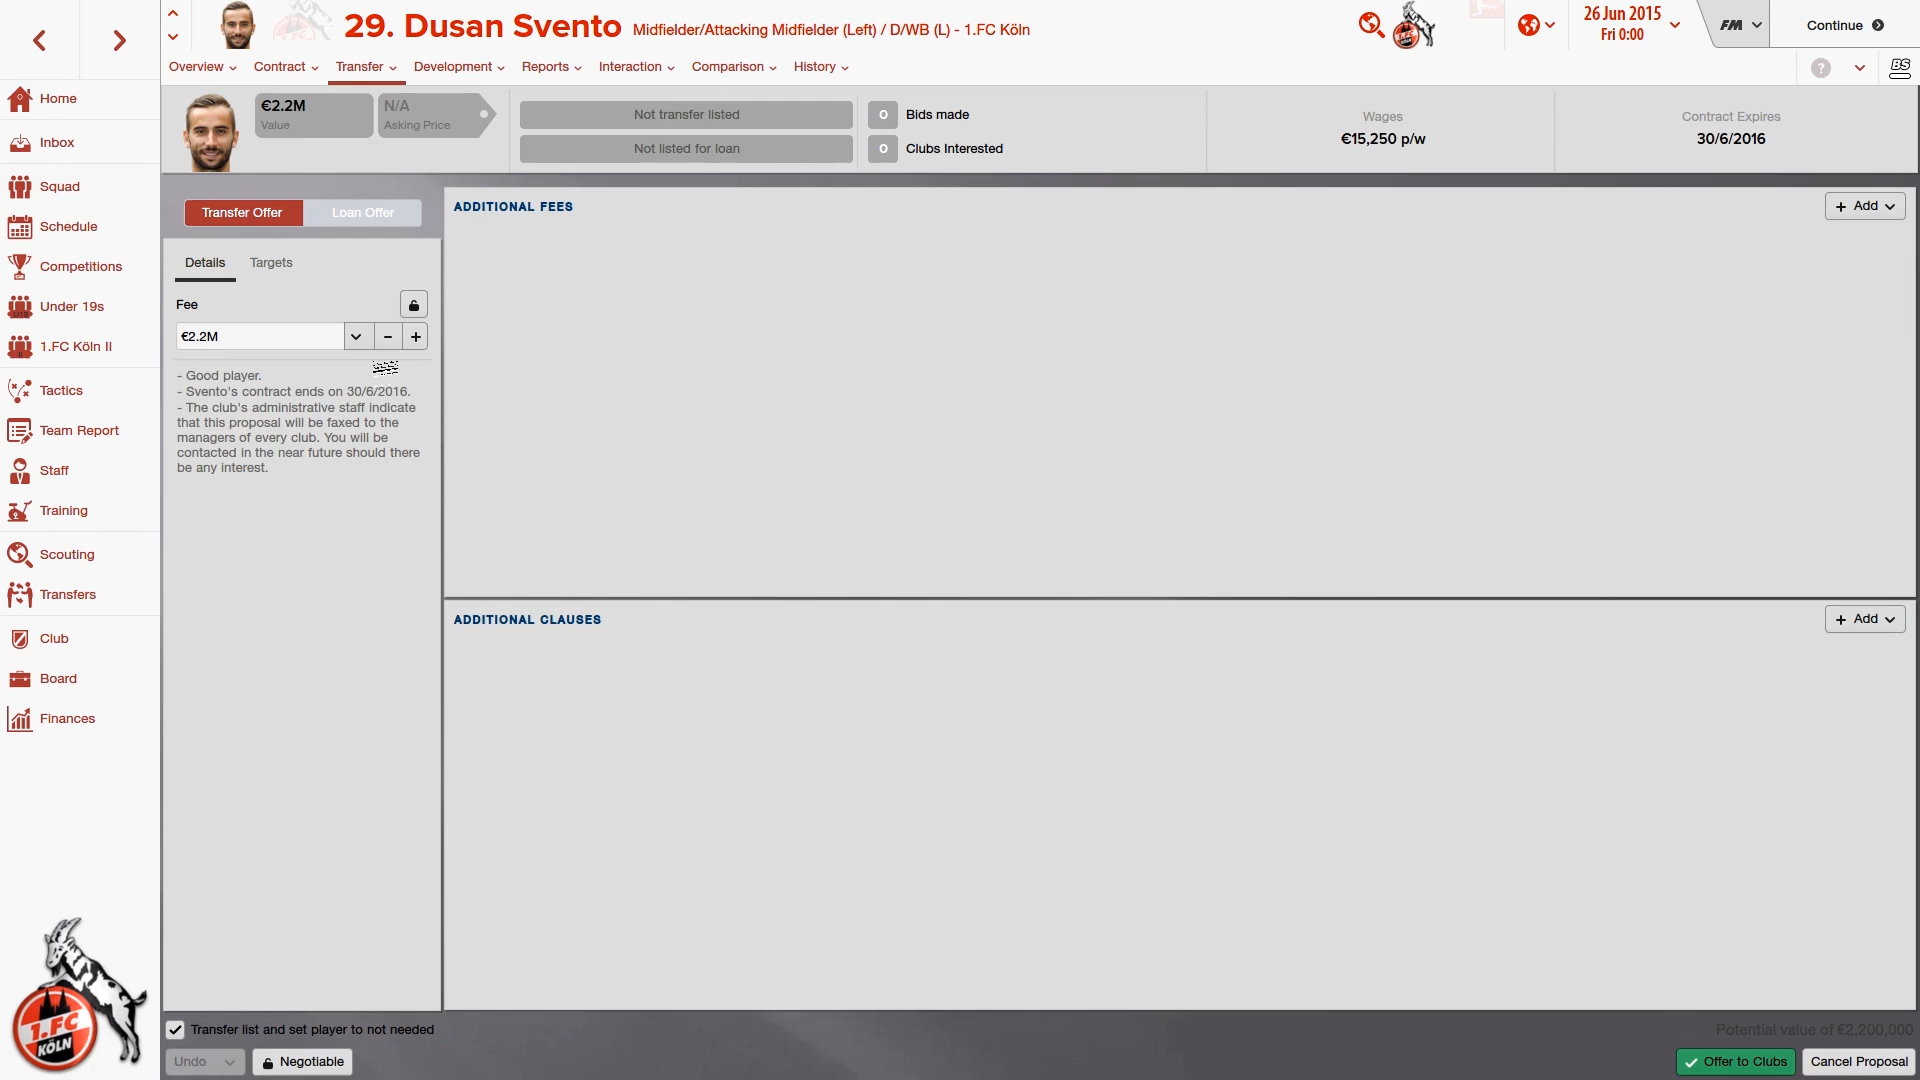 29. Dusan Svento Midfielder/Attacking Midfielder (Left) / D/WB (L) - 1.FC Köln
26 Jun 2015
Fri 0:00
FM
Continue
Overview
Contract
Transfer
Development
Reports
Interaction
Comparison
History
?
BS
Home
Inbox
Squad
Schedule
Competitions
Under 19s
1.FC Köln II
Tactics
Team Report
Staff
Training
Scouting
Transfers
Club
Board
Finances
1.FC
KÖLN
€2.2M
Value
N/A
Asking Price
Not transfer listed
Not listed for loan
0 Bids made
0 Clubs Interested
Wages
€15,250 p/w
Contract Expires
30/6/2016
Transfer Offer
Loan Offer
Details
Targets
Fee
€2.2M
- Good player.
- Svento's contract ends on 30/6/2016.
- The club's administrative staff indicate
that this proposal will be faxed to the
managers of every club. You will be
contacted in the near future should there
be any interest.
ADDITIONAL FEES
+ Add
ADDITIONAL CLAUSES
+ Add
Transfer list and set player to not needed
Potential value of €2,200,000
Undo
Negotiable
Offer to Clubs
Cancel Proposal